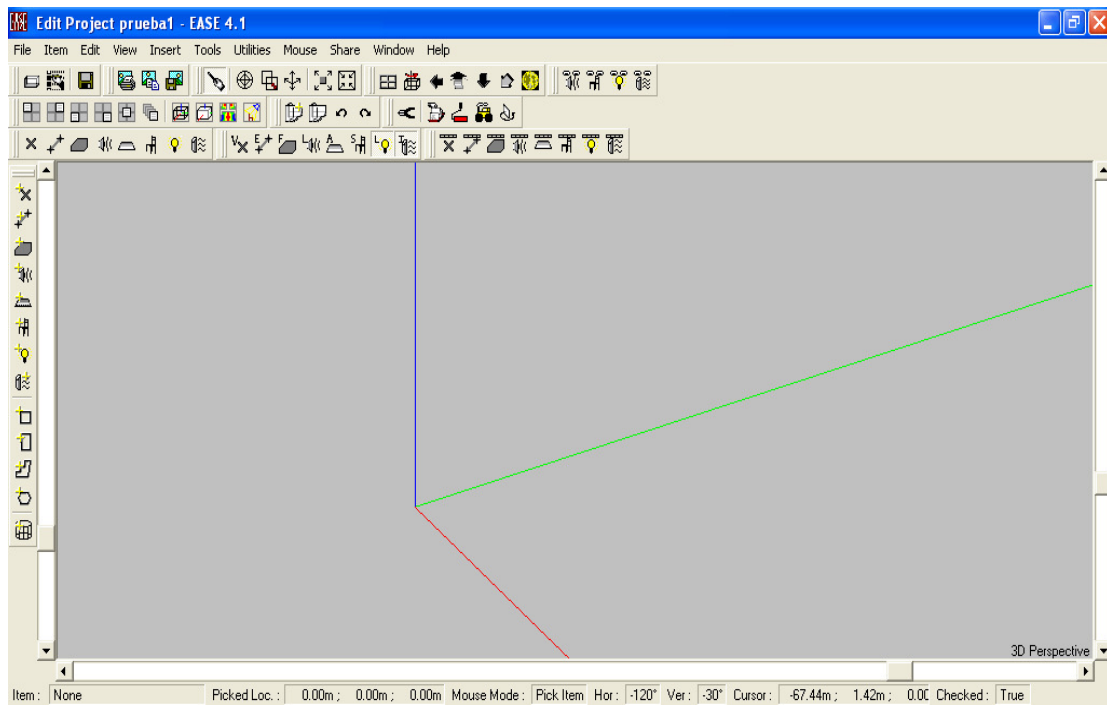 EASE Edit Project prueba1 - EASE 4.1
File Item Edit View Insert Tools Utilities Mouse Share Window Help
V E F L A S L T
3D Perspective
Item : None Picked Loc. : 0.00m ; 0.00m ; 0.00m Mouse Mode : Pick Item Hor : -120° Ver : -30° Cursor : -67.44m ; 1.42m ; 0.00 Checked : True